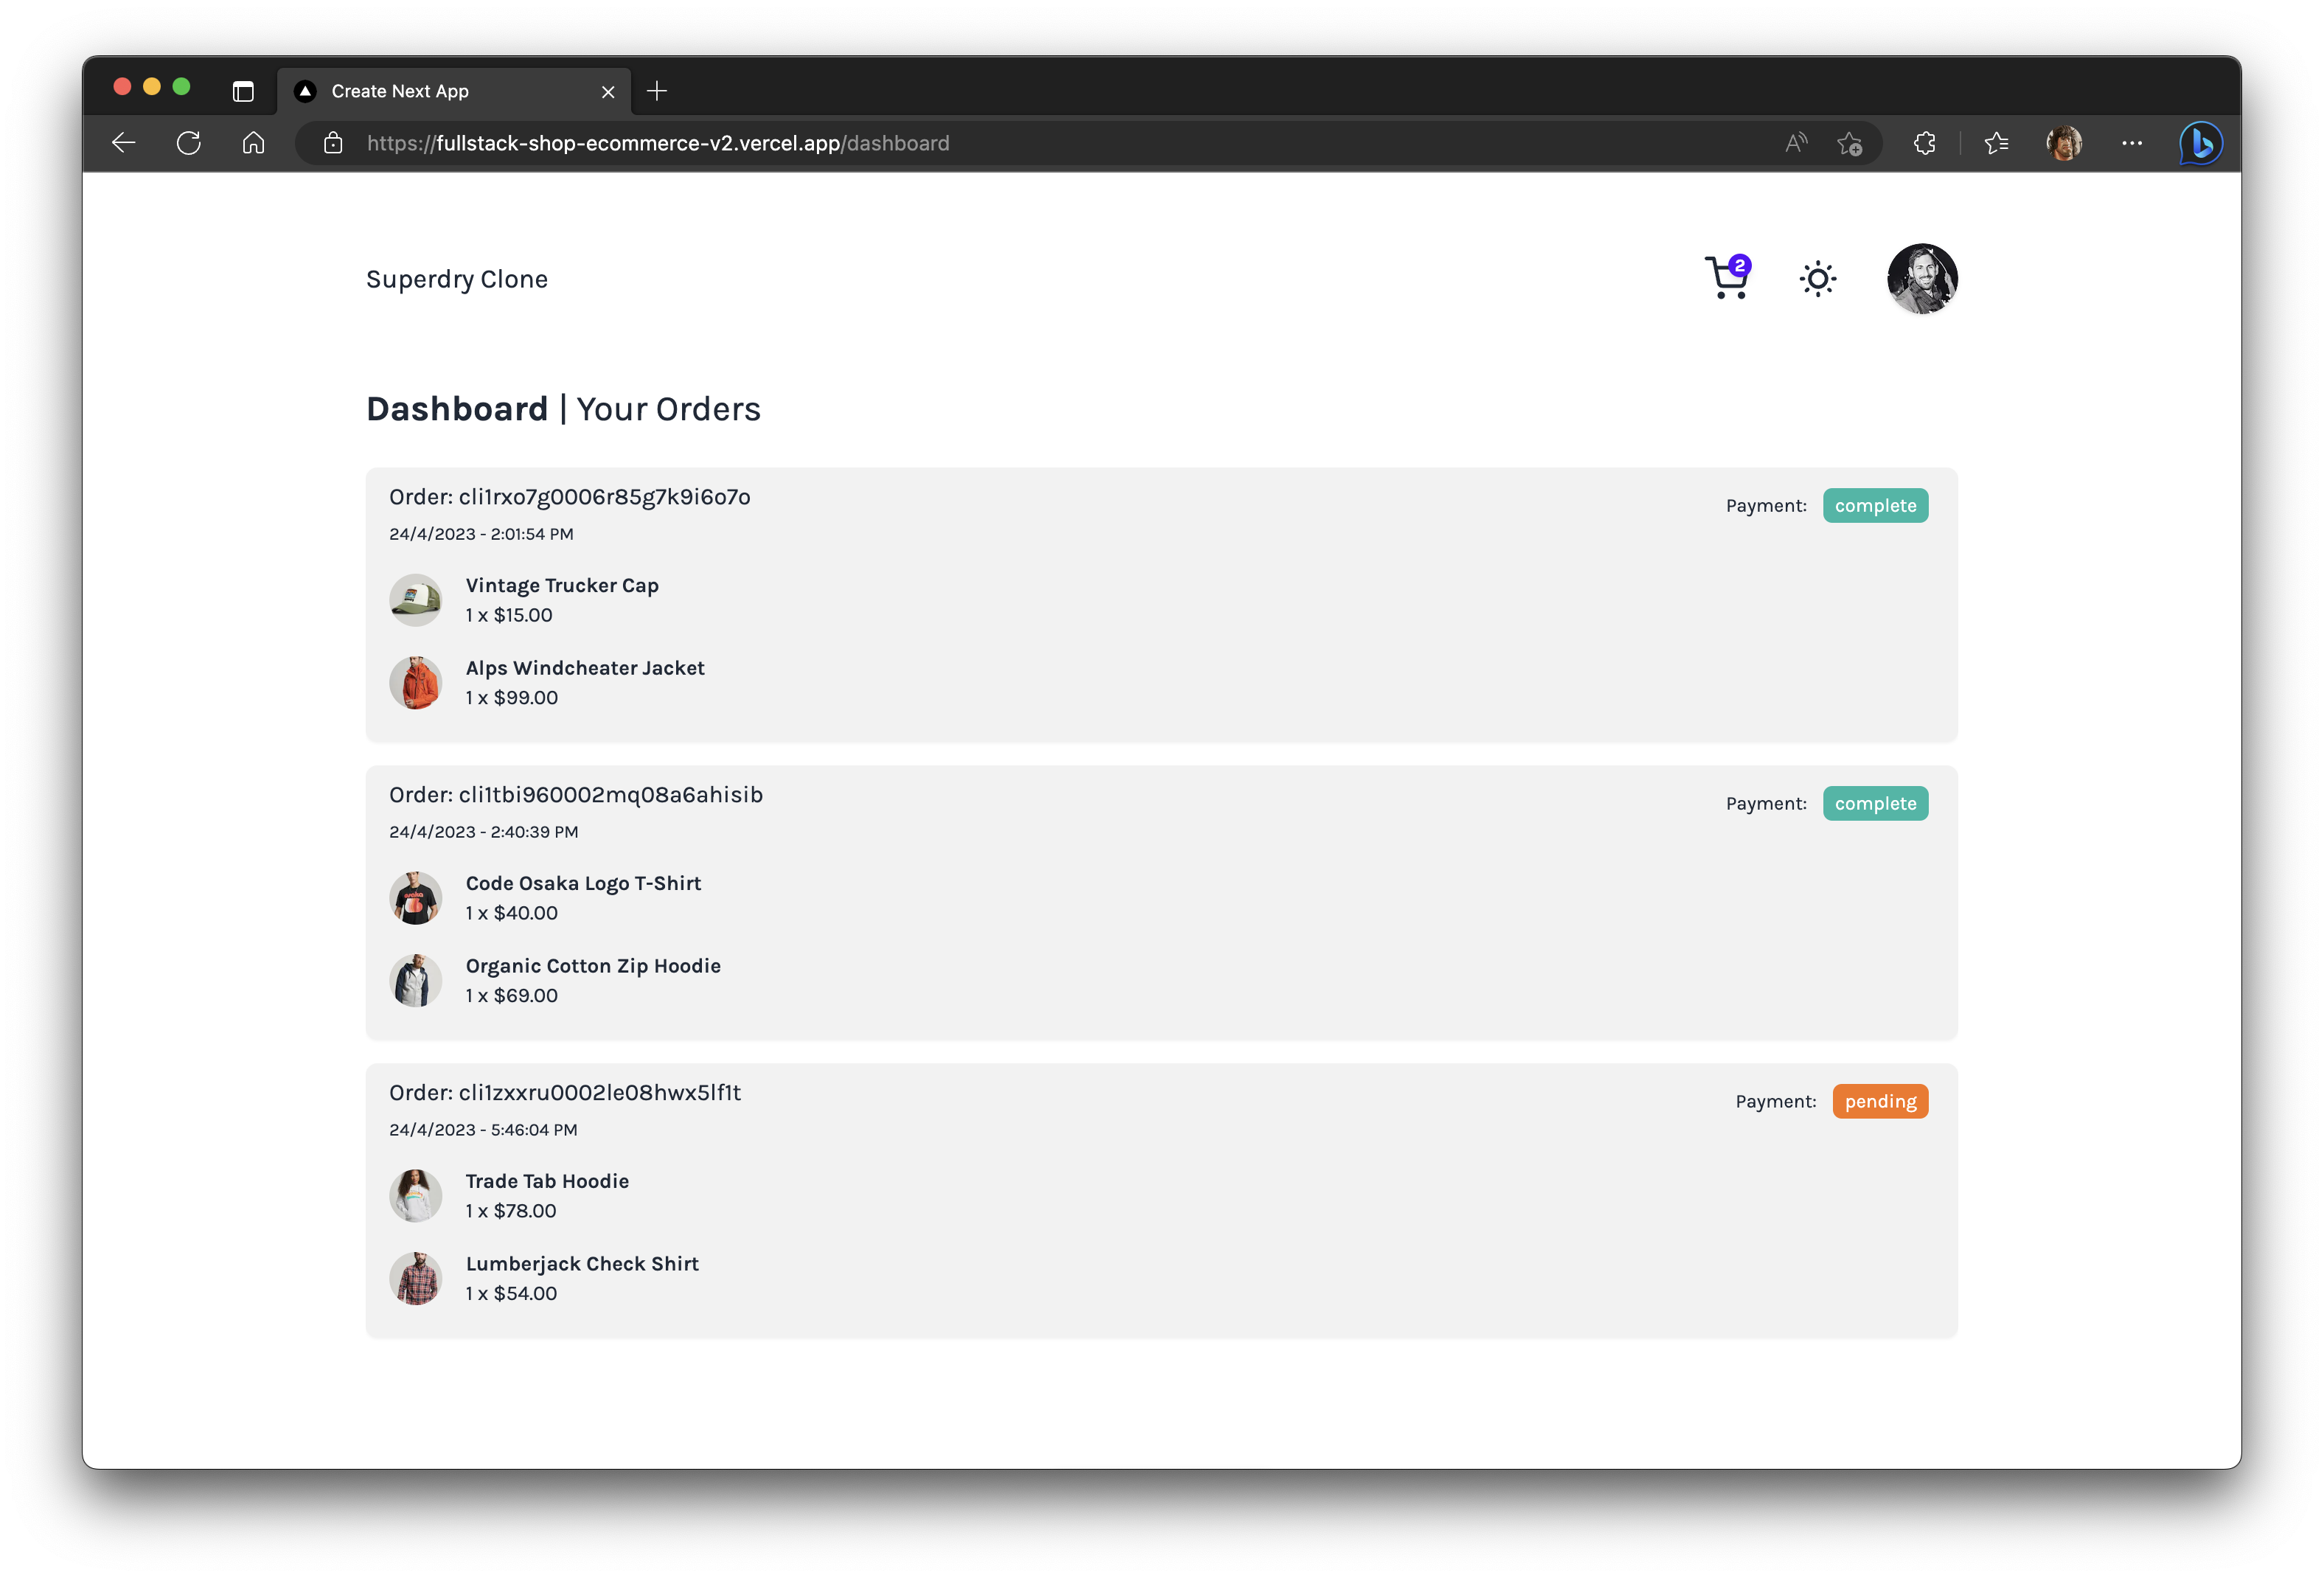 Create Next App
https://fullstack-shop-ecommerce-v2.vercel.app/dashboard
Superdry Clone
2
Dashboard | Your Orders
Order: cli1rxo7g0006r85g7k9i6o7o
Payment: complete
24/4/2023 - 2:01:54 PM
Vintage Trucker Cap
1 x $15.00
Alps Windcheater Jacket
1 x $99.00
Order: cli1tbi960002mq08a6ahisib
Payment: complete
24/4/2023 - 2:40:39 PM
Code Osaka Logo T-Shirt
1 x $40.00
Organic Cotton Zip Hoodie
1 x $69.00
Order: cli1zxxru0002le08hwx5lf1t
Payment: pending
24/4/2023 - 5:46:04 PM
Trade Tab Hoodie
1 x $78.00
Lumberjack Check Shirt
1 x $54.00